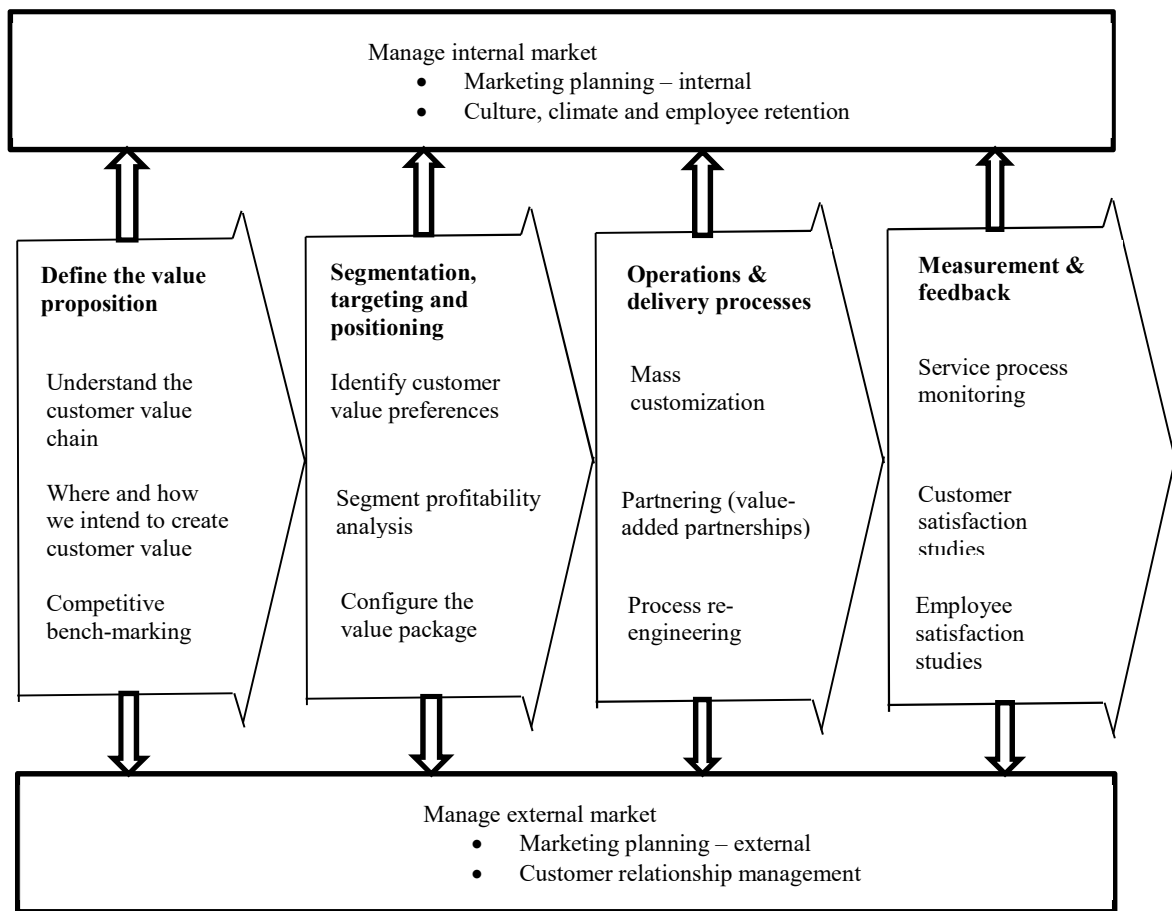 Manage internal market
• Marketing planning – internal
• Culture, climate and employee retention
Define the value
proposition
Understand the
customer value
chain
Where and how
we intend to create
customer value
Competitive
bench-marking
Segmentation,
targeting and
positioning
Identify customer
value preferences
Segment profitability
analysis
Configure the
value package
Operations &
delivery processes
Mass
customization
Partnering (value-
added partnerships)
Process re-
engineering
Measurement &
feedback
Service process
monitoring
Customer
satisfaction
studies
Employee
satisfaction
studies
Manage external market
• Marketing planning – external
• Customer relationship management